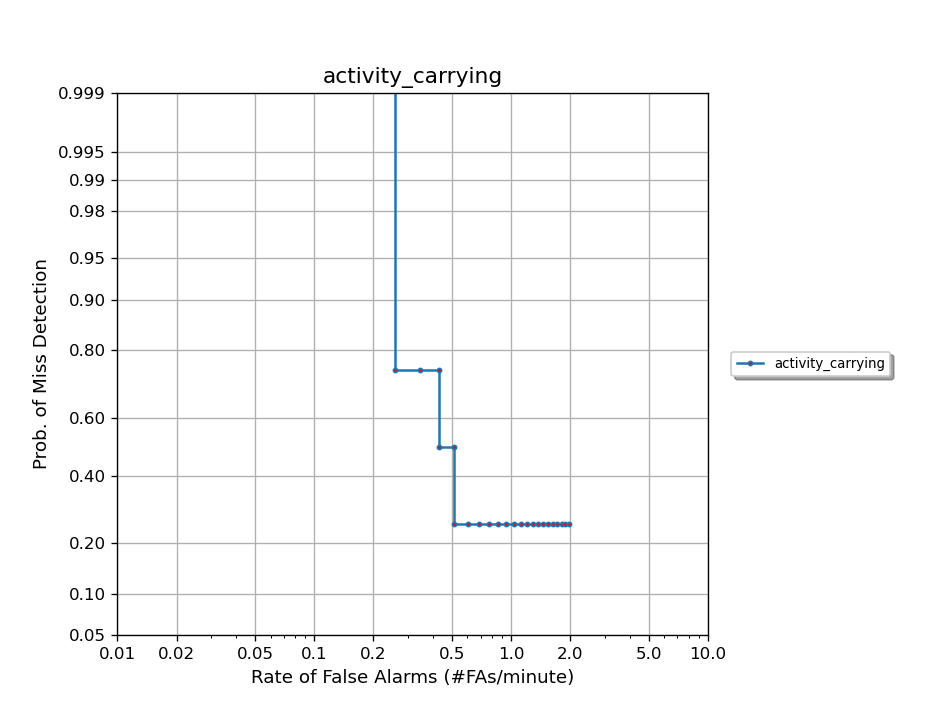 activity_carrying
0.999
0.995
0.99
0.98
0.95
0.90
0.80
0.60
0.40
0.20
0.10
0.05
Prob. of Miss Detection
0.01 0.02 0.05 0.1 0.2 0.5 1.0 2.0 5.0 10.0
Rate of False Alarms (#FAs/minute)
activity_carrying